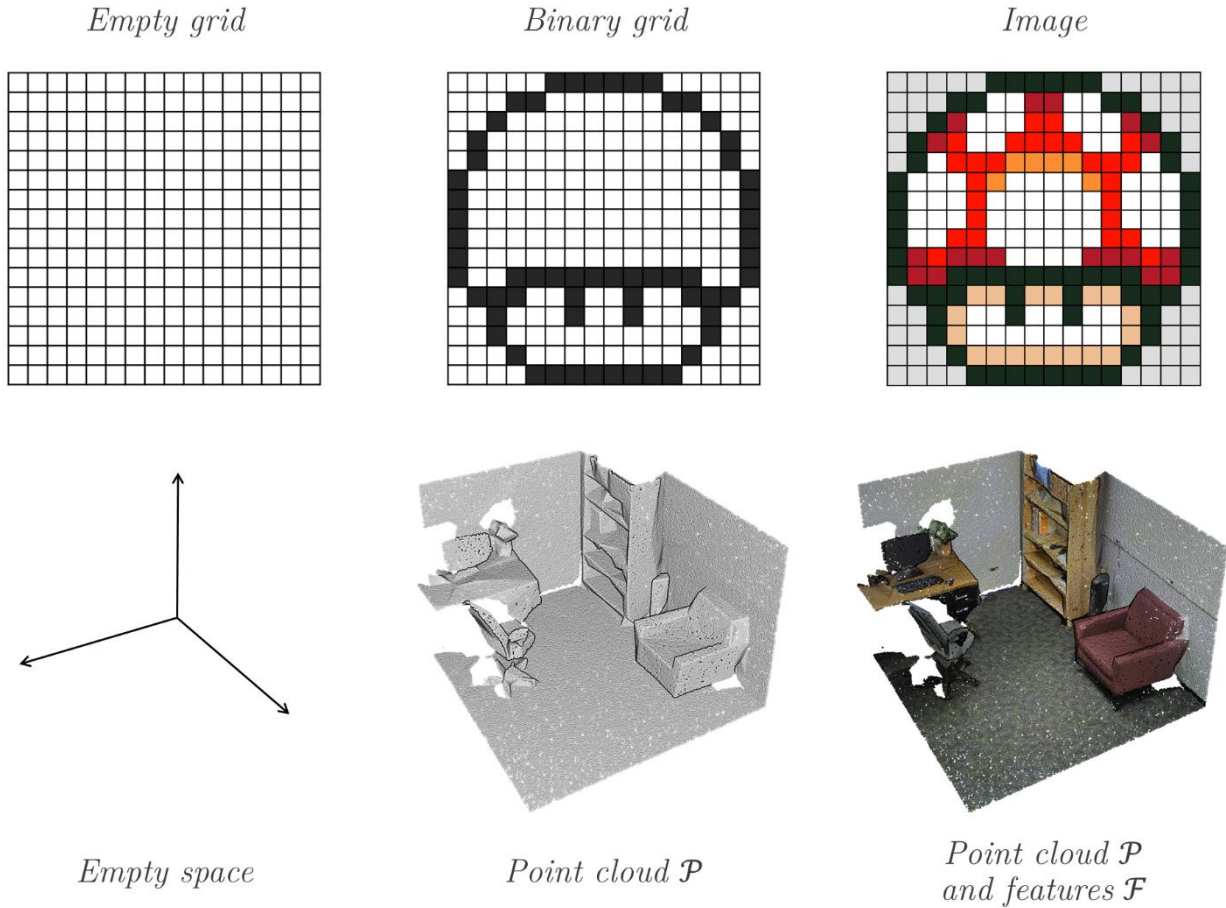 Empty grid
Binary grid
Image
Empty space
Point cloud 𝒫
Point cloud 𝒫
and features ℱ